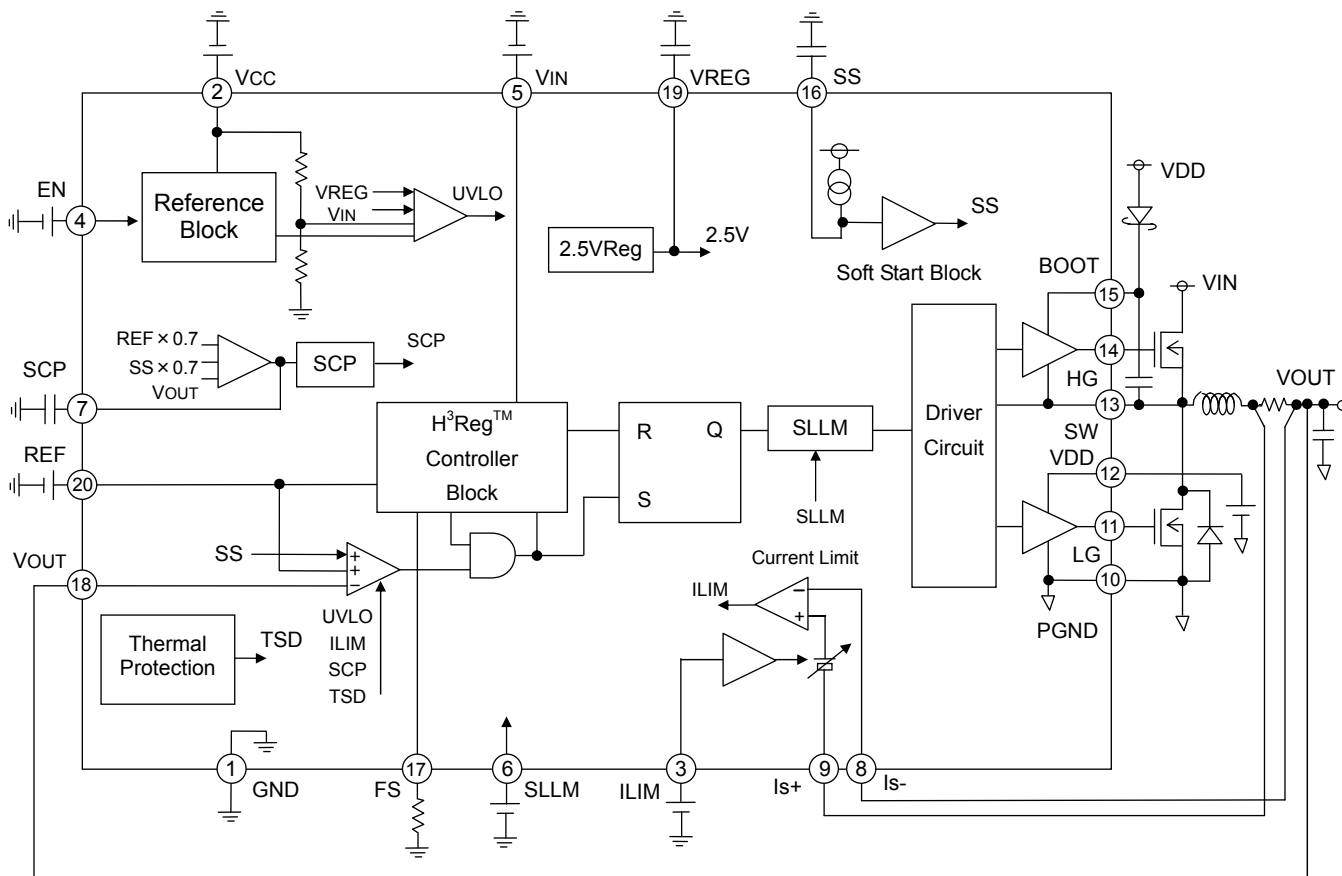 VCC
2
VIN
5
VREG
19
SS
16
EN
4
Reference
Block
VREG
VIN
UVLO
2.5VReg
2.5V
SS
Soft Start Block
VDD
BOOT
15
VIN
14
HG
13
SW
VOUT
VDD
12
11
LG
10
PGND
REF × 0.7
SS × 0.7
VOUT
SCP
SCP
SCP
7
REF
20
VOUT
18
H³Reg™
Controller
Block
R
Q
S
SLLM
SLLM
Driver
Circuit
SS
+
+
−
UVLO
ILIM
SCP
TSD
Thermal
Protection
TSD
Current Limit
ILIM
−
+
1
GND
17
FS
6
SLLM
3
ILIM
9
Is+
8
Is-